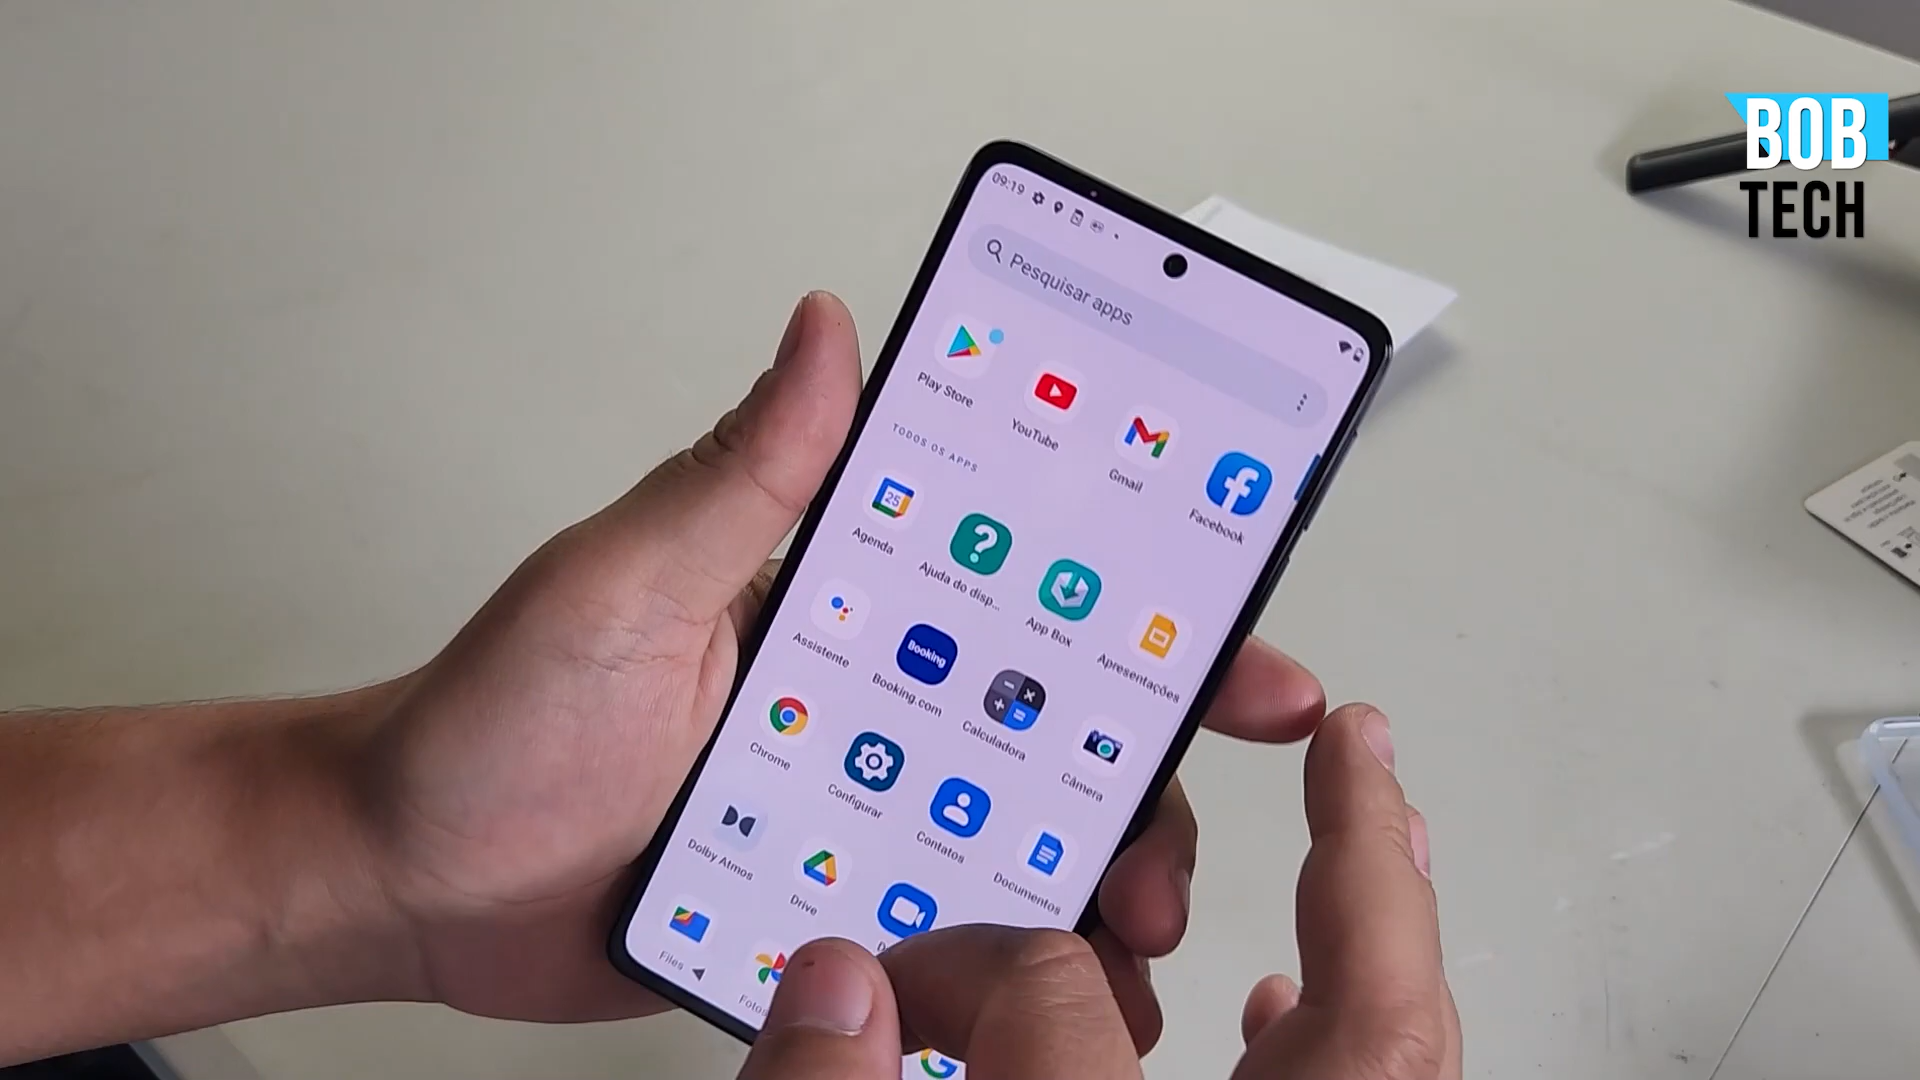 BOB
TECH
09:19
Pesquisar apps
Play Store
YouTube
Gmail
Facebook
TODOS OS APPS
25
Agenda
Ajuda do disp...
App Box
Apresentações
Assistente
Booking
Booking.com
Calculadora
Câmera
Chrome
Configurar
Contatos
Documentos
Dolby Atmos
Drive
Files
Fotos